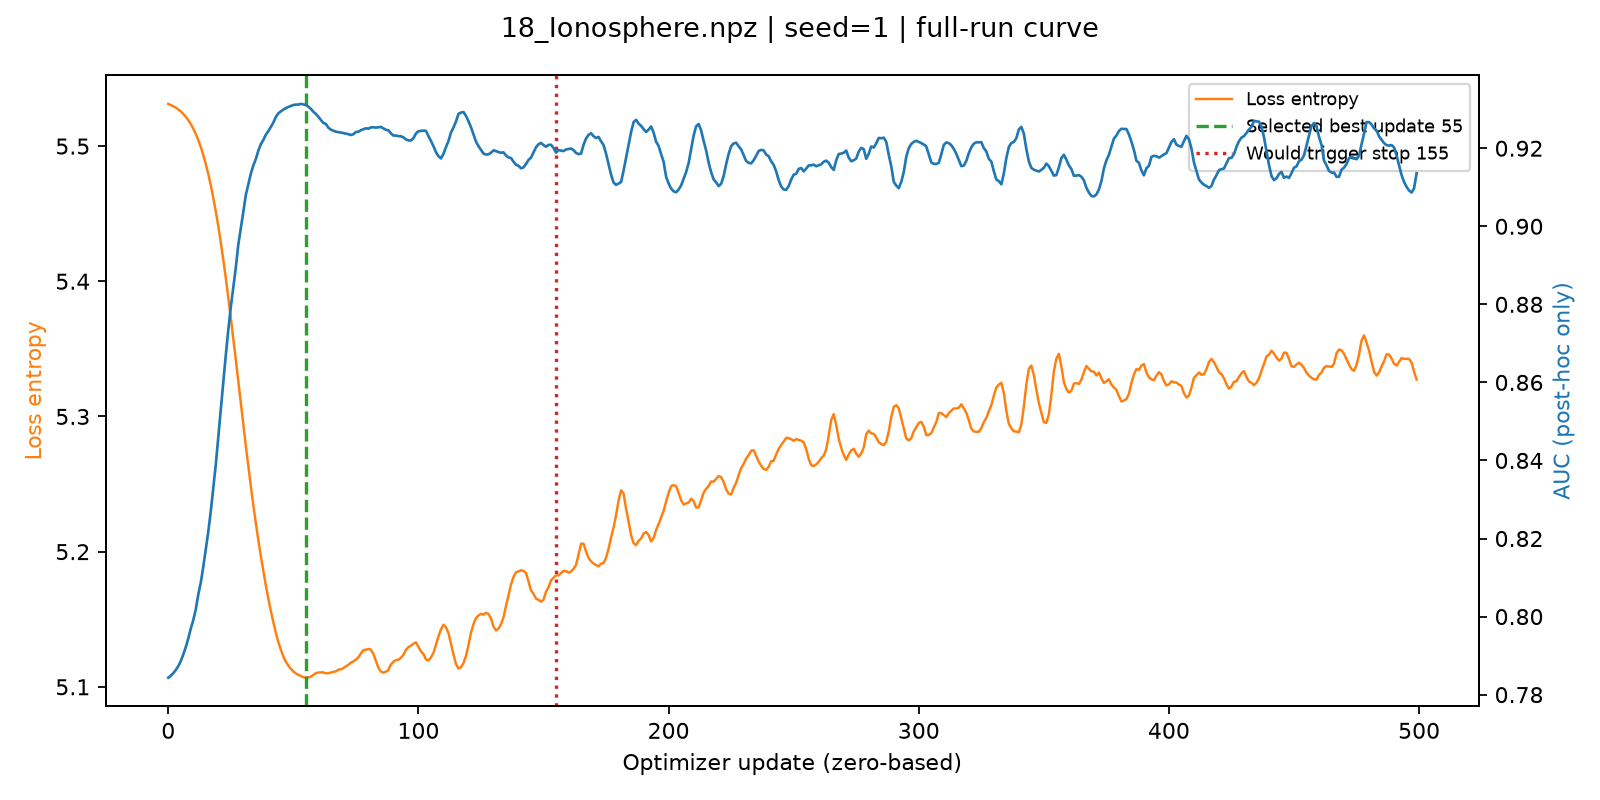 18_Ionosphere.npz | seed=1 | full-run curve
Loss entropy
Selected best update 55
Would trigger stop 155
5.5
5.4
5.3
5.2
5.1
Loss entropy
0.92
0.90
0.88
0.86
0.84
0.82
0.80
0.78
AUC (post-hoc only)
0 100 200 300 400 500
Optimizer update (zero-based)